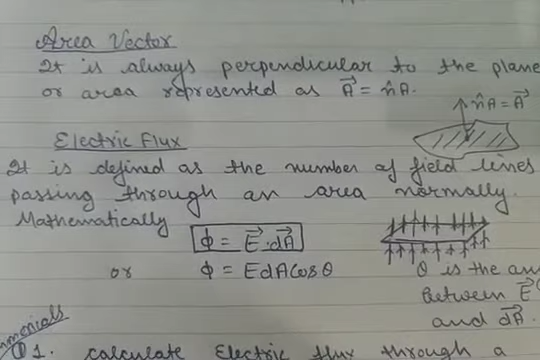 Area Vector
It is always perpendicular to the plane
or area represented as A⃗ = n̂A.
n̂A = A⃗
Electric Flux
It is defined as the number of field lines
passing through an area normally.
Mathematically
ϕ = E⃗.dA⃗
or ϕ = EdACosθ
θ is the an
between E⃗
and dA⃗.
Q1. Calculate Electric flux through a